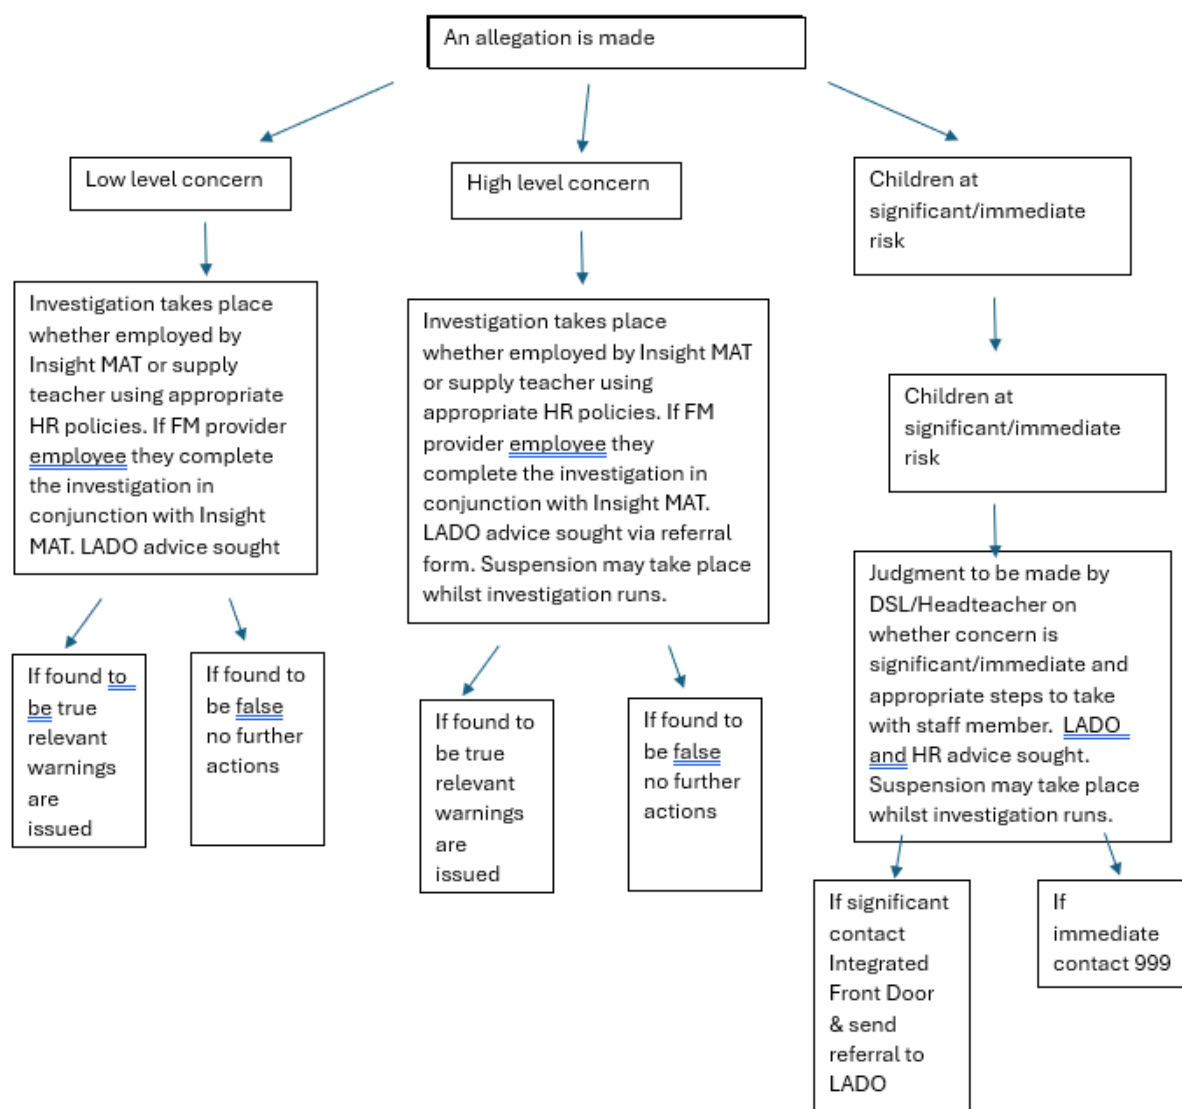 An allegation is made
Low level concern
High level concern
Children at
significant/immediate
risk
Investigation takes place
whether employed by
Insight MAT or supply
teacher using appropriate
HR policies. If FM provider
employee they complete
the investigation in
conjunction with Insight
MAT. LADO advice sought
Investigation takes place
whether employed by Insight MAT
or supply teacher using
appropriate HR policies. If FM
provider employee they
complete the investigation in
conjunction with Insight MAT.
LADO advice sought via referral
form. Suspension may take place
whilst investigation runs.
Children at
significant/immediate
risk
Judgment to be made by
DSL/Headteacher on
whether concern is
significant/immediate and
appropriate steps to take
with staff member. LADO
and HR advice sought.
Suspension may take place
whilst investigation runs.
If found to
be true
relevant
warnings
are
issued
If found to
be false
no further
actions
If found to
be true
relevant
warnings
are
issued
If found to
be false
no further
actions
If significant
contact
Integrated
Front Door
& send
referral to
LADO
If
immediate
contact 999